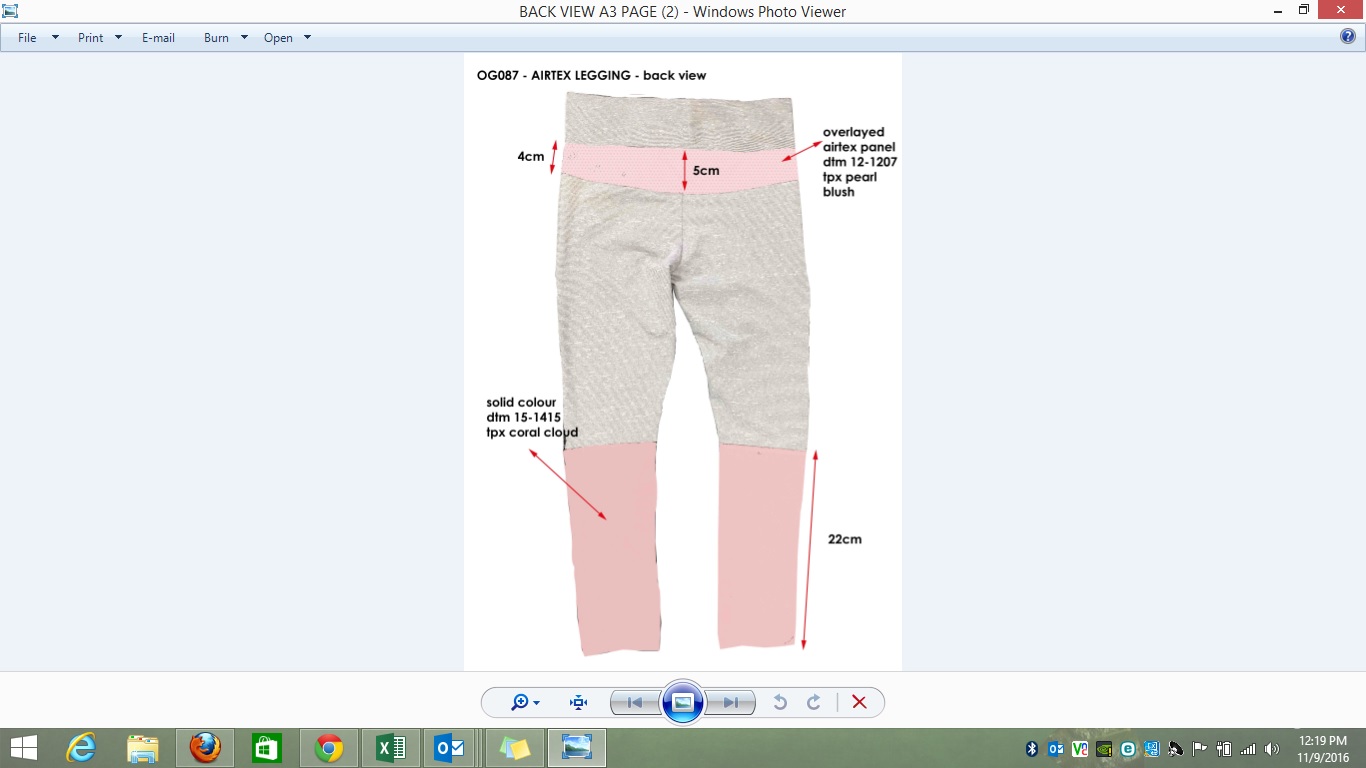 BACK VIEW A3 PAGE (2) - Windows Photo Viewer
File Print E-mail Burn Open
OG087 - AIRTEX LEGGING - back view
overlayed
airtex panel
dtm 12-1207
tpx pearl
blush
4cm
5cm
solid colour
dtm 15-1415
tpx coral cloud
22cm
12:19 PM
11/9/2016